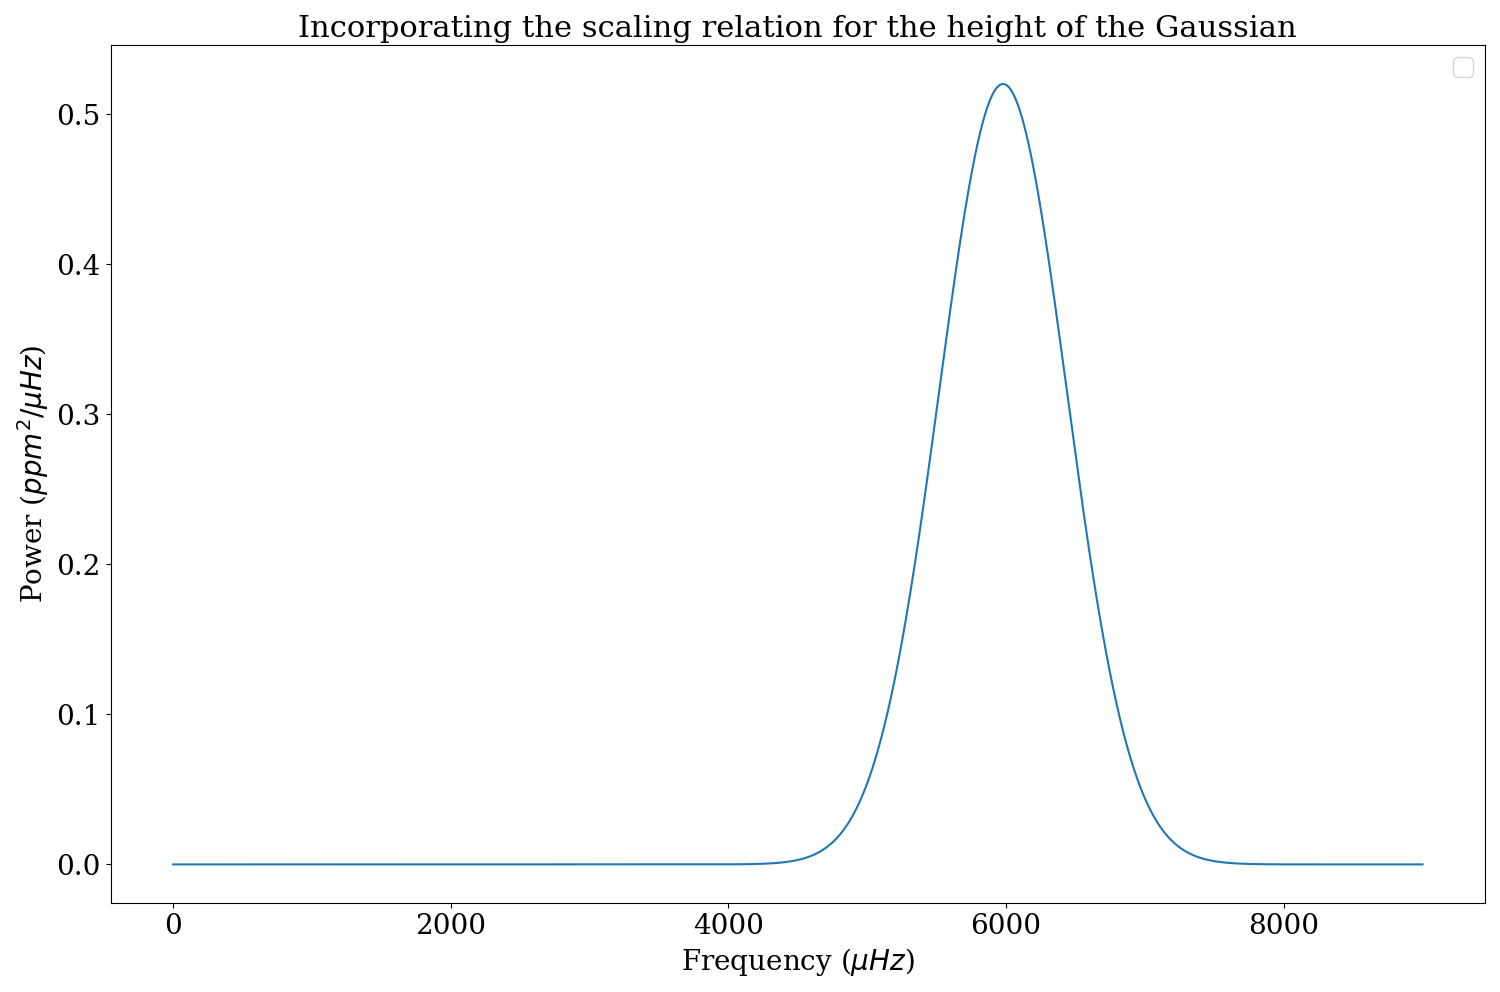 Incorporating the scaling relation for the height of the Gaussian
Power (ppm²/μHz)
0.5
0.4
0.3
0.2
0.1
0.0
0 2000 4000 6000 8000
Frequency (μHz)